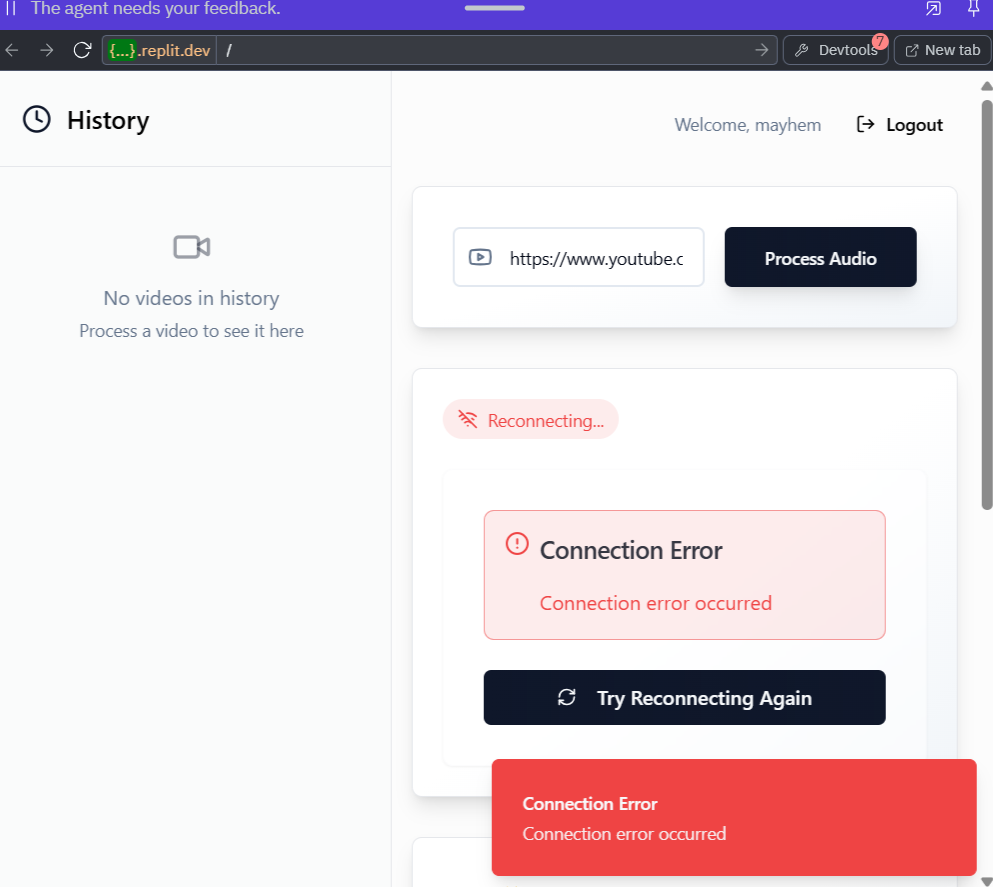 The agent needs your feedback.
{...}.replit.dev /
Devtools 7
New tab
History
Welcome, mayhem
Logout
No videos in history
Process a video to see it here
https://www.youtube.c
Process Audio
Reconnecting...
Connection Error
Connection error occurred
Try Reconnecting Again
Connection Error
Connection error occurred